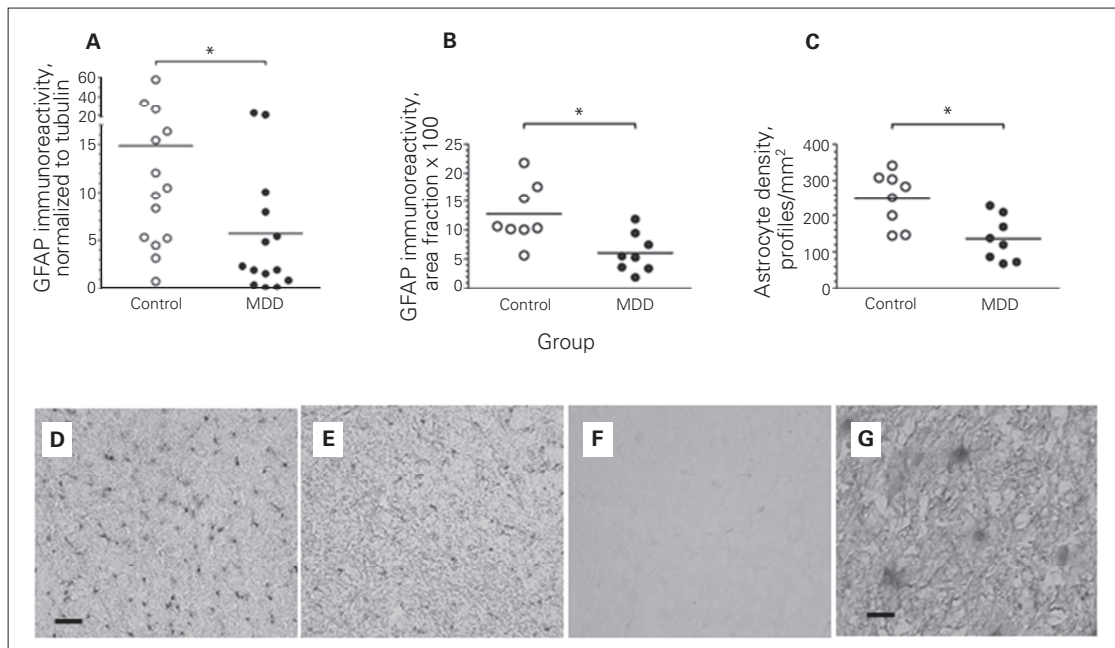 A
*
GFAP immunoreactivity,
normalized to tubulin
60
40
20
15
10
5
0
Control
MDD
B
*
GFAP immunoreactivity,
area fraction x 100
25
20
15
10
5
0
Control
MDD
C
*
Astrocyte density,
profiles/mm²
400
300
200
100
0
Control
MDD
Group
D
E
F
G